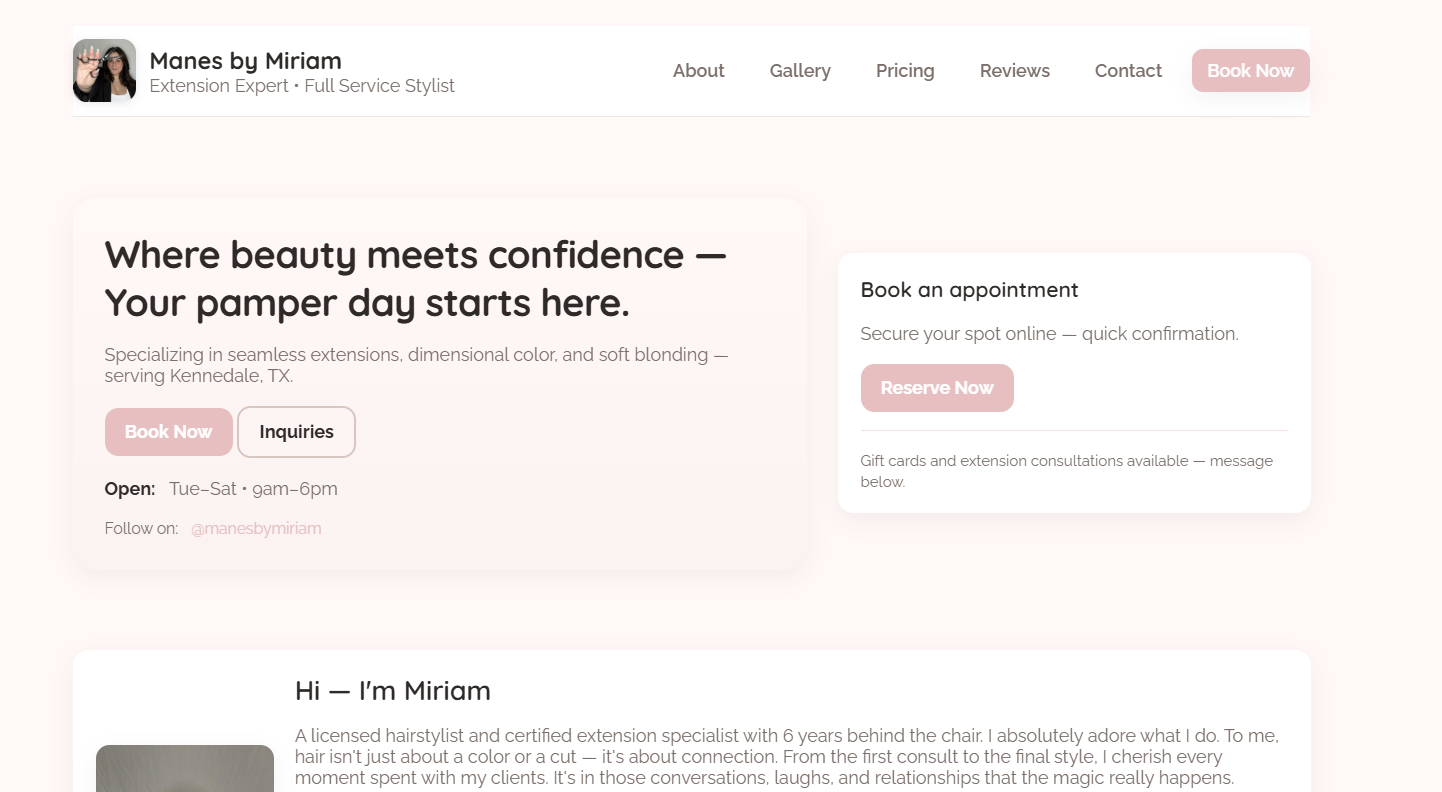 Manes by Miriam
Extension Expert • Full Service Stylist
About
Gallery
Pricing
Reviews
Contact
Book Now
Where beauty meets confidence —
Your pamper day starts here.
Specializing in seamless extensions, dimensional color, and soft blonding —
serving Kennedale, TX.
Book Now
Inquiries
Open: Tue–Sat • 9am–6pm
Follow on: @manesbymiriam
Book an appointment
Secure your spot online — quick confirmation.
Reserve Now
Gift cards and extension consultations available — message
below.
Hi — I'm Miriam
A licensed hairstylist and certified extension specialist with 6 years behind the chair. I absolutely adore what I do. To me,
hair isn't just about a color or a cut — it's about connection. From the first consult to the final style, I cherish every
moment spent with my clients. It's in those conversations, laughs, and relationships that the magic really happens.